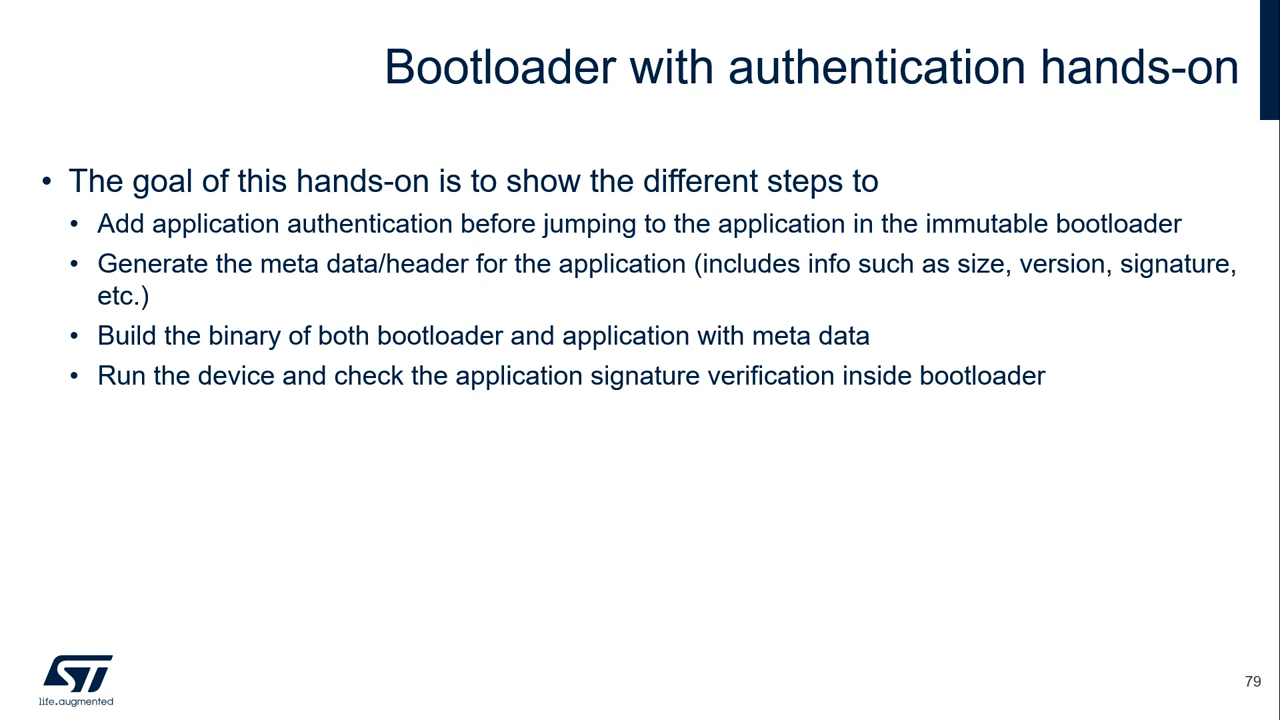 Bootloader with authentication hands-on
• The goal of this hands-on is to show the different steps to
• Add application authentication before jumping to the application in the immutable bootloader
• Generate the meta data/header for the application (includes info such as size, version, signature,
etc.)
• Build the binary of both bootloader and application with meta data
• Run the device and check the application signature verification inside bootloader
ST
life.augmented
79